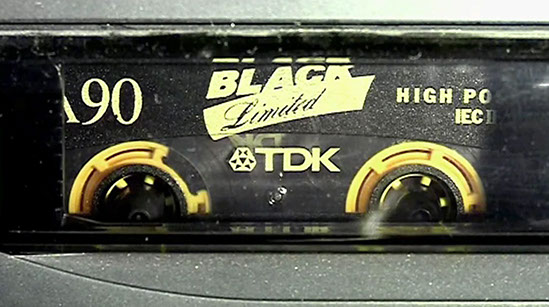 A90
BLACK
Limited
HIGH PO
IEC I
TDK